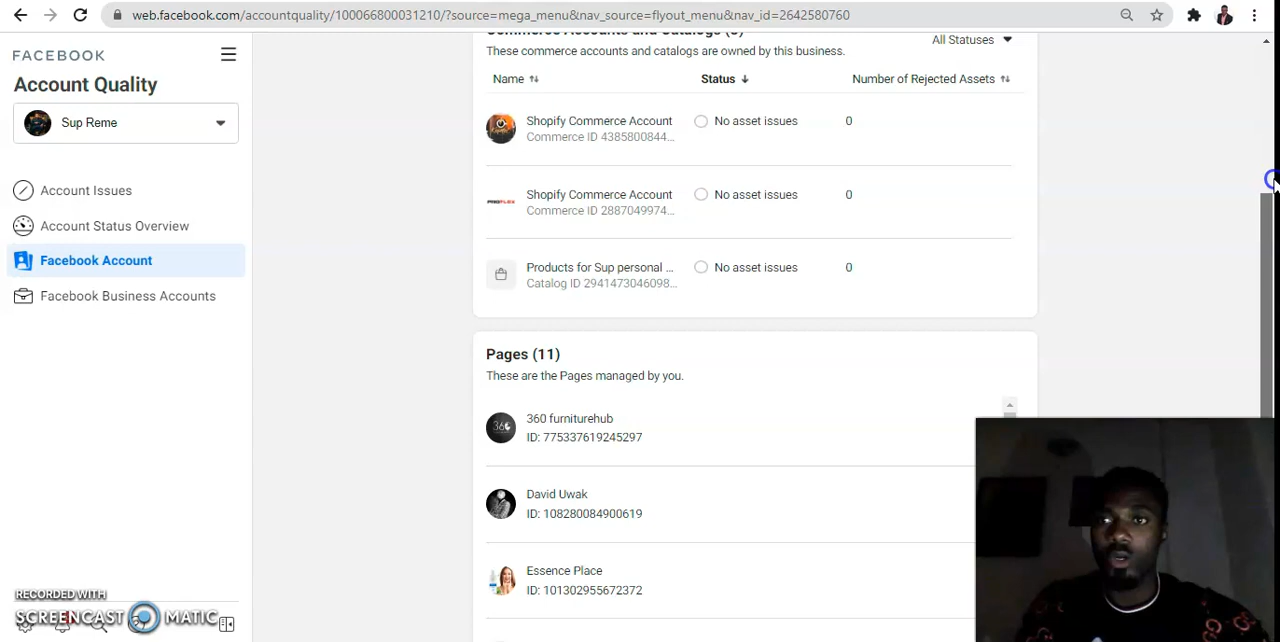 web.facebook.com/accountquality/100066800031210/?source=mega_menu&nav_source=flyout_menu&nav_id=2642580760
FACEBOOK
Account Quality
Sup Reme
Account Issues
Account Status Overview
Facebook Account
Facebook Business Accounts
Commerce Accounts and Catalogs
All Statuses
These commerce accounts and catalogs are owned by this business.
Name
Status
Number of Rejected Assets
Shopify Commerce Account
No asset issues
0
Commerce ID 4385800844...
Shopify Commerce Account
No asset issues
0
Commerce ID 2887049974...
Products for Sup personal ...
No asset issues
0
Catalog ID 2941473046098...
Pages (11)
These are the Pages managed by you.
360 furniturehub
ID: 775337619245297
David Uwak
ID: 108280084900619
Essence Place
ID: 101302955672372
RECORDED WITH
SCREENCAST MATIC